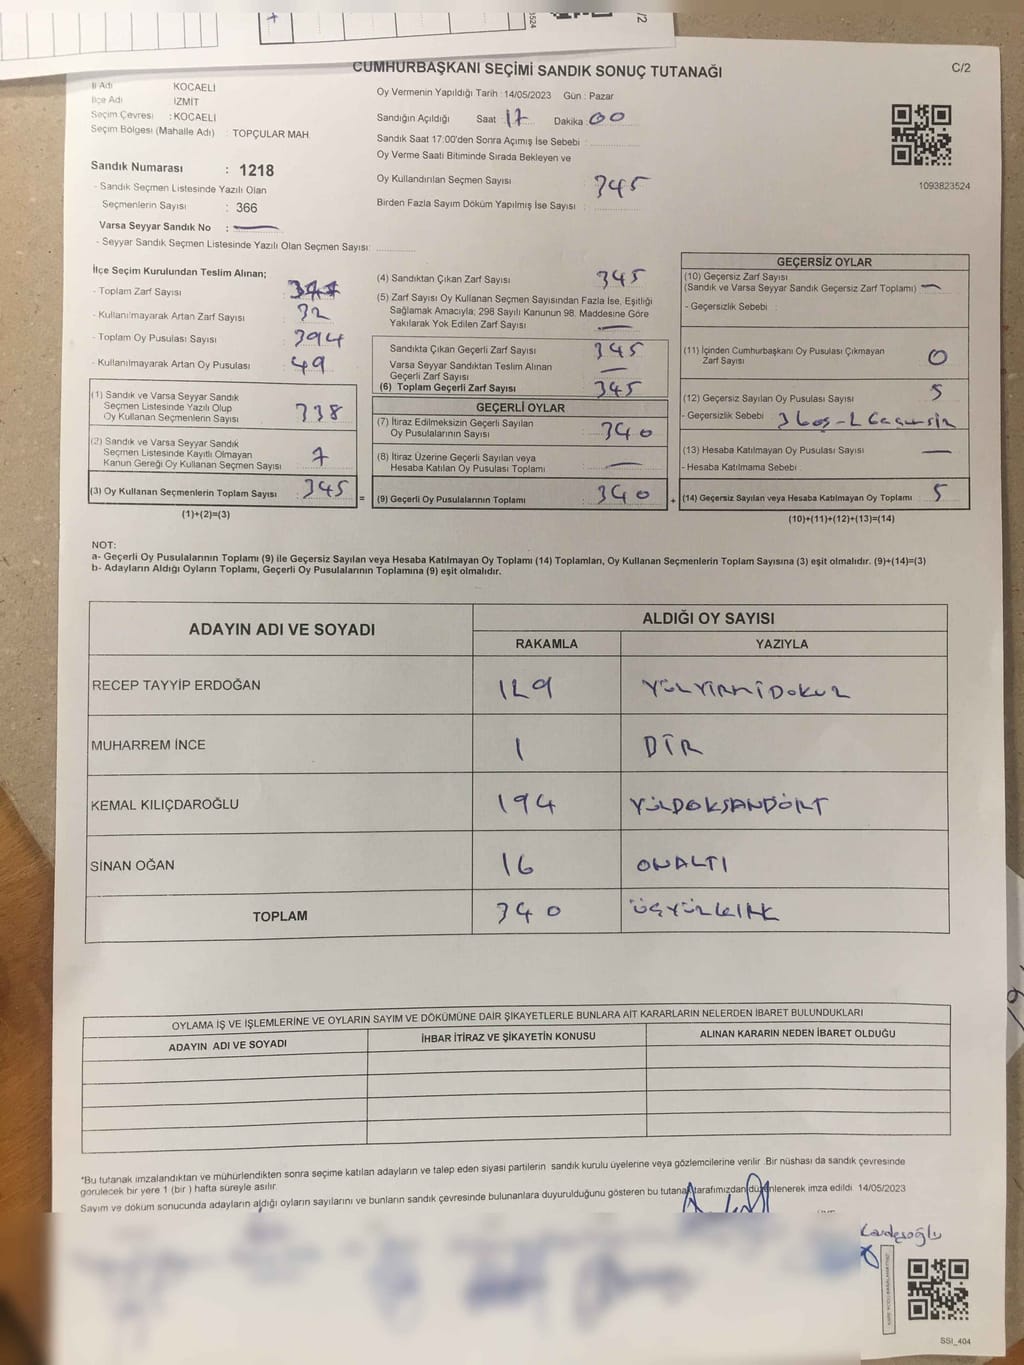 3524
/2
CUMHURBAŞKANI SEÇİMİ SANDIK SONUÇ TUTANAĞI
C/2
İl Adı KOCAELİ
İlçe Adı İZMİT
Seçim Çevresi : KOCAELİ
Seçim Bölgesi (Mahalle Adı) : TOPÇULAR MAH.
Oy Vermenin Yapıldığı Tarih : 14/05/2023 Gün : Pazar
Sandığın Açıldığı Saat : 17 Dakika : 00
Sandık Saat 17:00'den Sonra Açımış İse Sebebi :
Oy Verme Saati Bitiminde Sırada Bekleyen ve
Oy Kullandırılan Seçmen Sayısı : 345
Birden Fazla Sayım Döküm Yapılmış İse Sayısı :
1093823524
Sandık Numarası : 1218
- Sandık Seçmen Listesinde Yazılı Olan
Seçmenlerin Sayısı : 366
Varsa Seyyar Sandık No : —
- Seyyar Sandık Seçmen Listesinde Yazılı Olan Seçmen Sayısı:
İlçe Seçim Kurulundan Teslim Alınan;
- Toplam Zarf Sayısı
- Kullanılmayarak Artan Zarf Sayısı : 32
- Toplam Oy Pusulası Sayısı : 394
- Kullanılmayarak Artan Oy Pusulası : 49
(1) Sandık ve Varsa Seyyar Sandık
Seçmen Listesinde Yazılı Olup
Oy Kullanan Seçmenlerin Sayısı : 338
(2) Sandık ve Varsa Seyyar Sandık
Seçmen Listesinde Kayıtlı Olmayan
Kanun Gereği Oy Kullanan Seçmen Sayısı : 7
(3) Oy Kullanan Seçmenlerin Toplam Sayısı : 345
=
(1)+(2)=(3)
(4) Sandıktan Çıkan Zarf Sayısı : 345
(5) Zarf Sayısı Oy Kullanan Seçmen Sayısından Fazla İse, Eşitliği
Sağlamak Amacıyla; 298 Sayılı Kanunun 98. Maddesine Göre
Yakılarak Yok Edilen Zarf Sayısı : —
Sandıkta Çıkan Geçerli Zarf Sayısı : 345
Varsa Seyyar Sandıktan Teslim Alınan
Geçerli Zarf Sayısı : —
(6) Toplam Geçerli Zarf Sayısı : 345
GEÇERLİ OYLAR
(7) İtiraz Edilmeksizin Geçerli Sayılan
Oy Pusulalarının Sayısı : 340
(8) İtiraz Üzerine Geçerli Sayılan veya
Hesaba Katılan Oy Pusulası Toplamı : —
(9) Geçerli Oy Pusulalarının Toplamı : 340
+
GEÇERSİZ OYLAR
(10) Geçersiz Zarf Sayısı
(Sandık ve Varsa Seyyar Sandık Geçersiz Zarf Toplamı) : —
- Geçersizlik Sebebi :
(11) İçinden Cumhurbaşkanı Oy Pusulası Çıkmayan
Zarf Sayısı : 0
(12) Geçersiz Sayılan Oy Pusulası Sayısı : 5
- Geçersizlik Sebebi : 3 boş - 2 Geçersiz
(13) Hesaba Katılmayan Oy Pusulası Sayısı : —
- Hesaba Katılmama Sebebi :
(14) Geçersiz Sayılan veya Hesaba Katılmayan Oy Toplamı : 5
(10)+(11)+(12)+(13)=(14)
NOT:
a- Geçerli Oy Pusulalarının Toplamı (9) ile Geçersiz Sayılan veya Hesaba Katılmayan Oy Toplamı (14) Toplamları, Oy Kullanan Seçmenlerin Toplam Sayısına (3) eşit olmalıdır. (9)+(14)=(3)
b- Adayların Aldığı Oyların Toplamı, Geçerli Oy Pusulalarının Toplamına (9) eşit olmalıdır.
ADAYIN ADI VE SOYADI
ALDIĞI OY SAYISI
RAKAMLA YAZIYLA
RECEP TAYYİP ERDOĞAN 129 YÜZYİRMİDOKUZ
MUHARREM İNCE 1 BİR
KEMAL KILIÇDAROĞLU 194 YÜZDOKSANDÖRT
SİNAN OĞAN 16 ONALTI
TOPLAM 340 ÜÇYÜZKIRK
OYLAMA İŞ VE İŞLEMLERİNE VE OYLARIN SAYIM VE DÖKÜMÜNE DAİR ŞİKAYETLERLE BUNLARA AİT KARARLARIN NELERDEN İBARET BULUNDUKLARI
ADAYIN ADI VE SOYADI
İHBAR İTİRAZ VE ŞİKAYETİN KONUSU
ALINAN KARARIN NEDEN İBARET OLDUĞU
*Bu tutanak imzalandıktan ve mühürlendikten sonra seçime katılan adayların ve talep eden siyasi partilerin sandık kurulu üyelerine veya gözlemcilerine verilir. Bir nüshası da sandık çevresinde
görülecek bir yere 1 (bir ) hafta süreyle asılır.
Sayım ve döküm sonucunda adayların aldığı oyların sayılarını ve bunların sandık çevresinde bulunanlara duyurulduğunu gösteren bu tutanak tarafımızdan düzenlenerek imza edildi. 14/05/2023
Kardeşoğlu
SSI_404